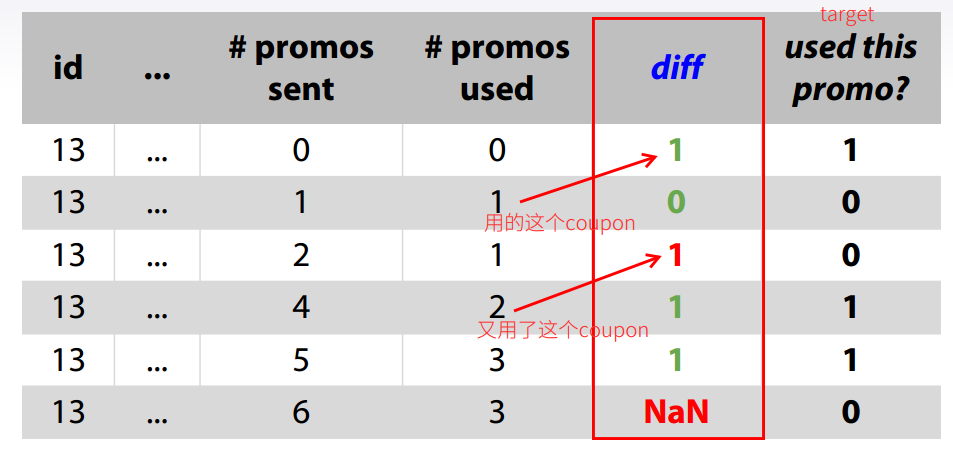 target
id ... # promos sent # promos used diff used this promo?
13 ... 0 0 1 1
13 ... 1 1 0 0
用的这个coupon
13 ... 2 1 1 0
13 ... 4 2 1 1
又用了这个coupon
13 ... 5 3 1 1
13 ... 6 3 NaN 0